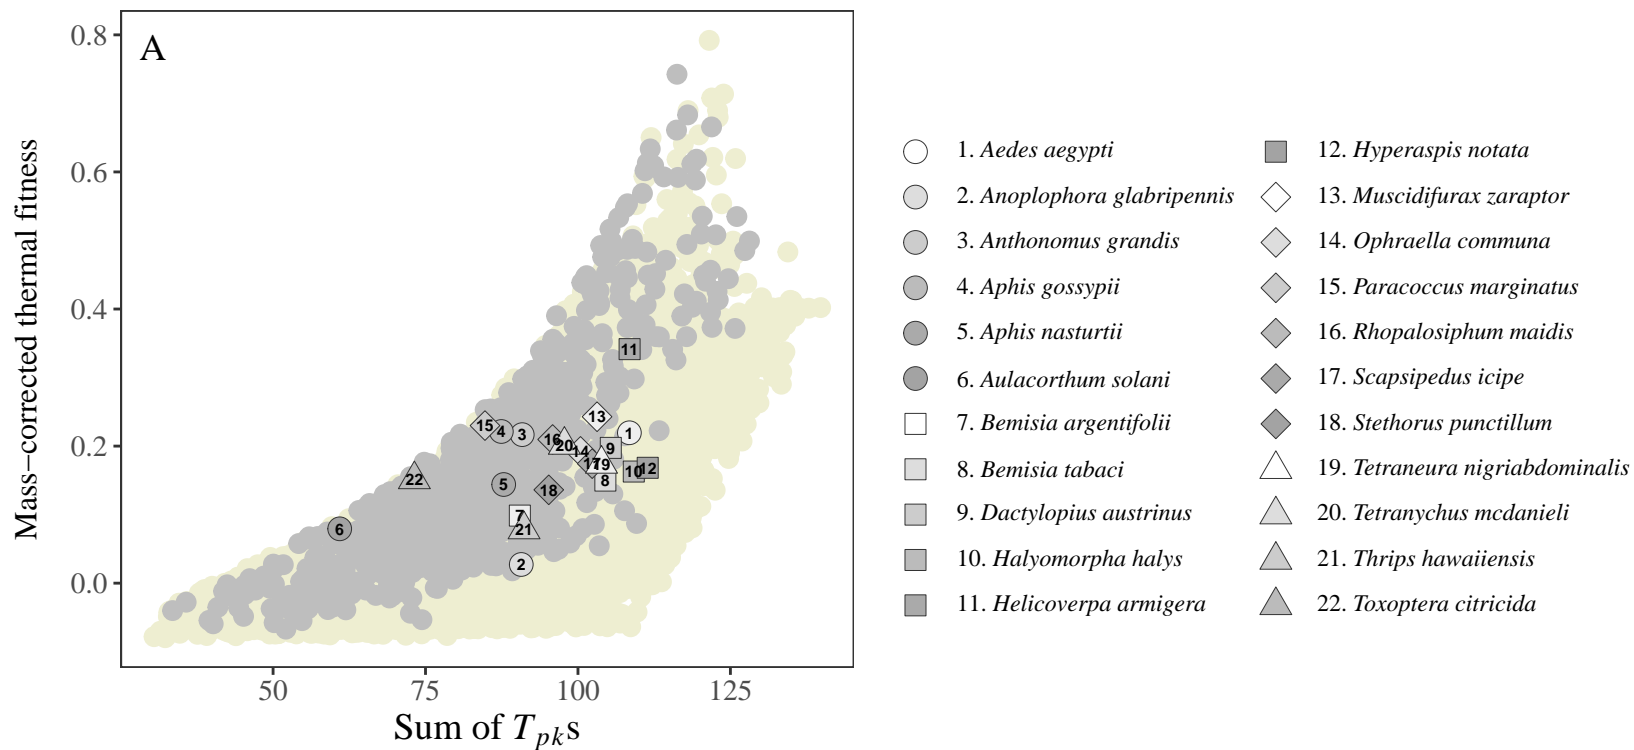 A
0.8
0.6
0.4
0.2
0.0
Mass−corrected thermal fitness
50
75
100
125
Sum of Tpks
15
4
3
16
20
14
13
1
9
17
19
10
12
8
11
22
5
18
6
7
21
2
1. Aedes aegypti
2. Anoplophora glabripennis
3. Anthonomus grandis
4. Aphis gossypii
5. Aphis nasturtii
6. Aulacorthum solani
7. Bemisia argentifolii
8. Bemisia tabaci
9. Dactylopius austrinus
10. Halyomorpha halys
11. Helicoverpa armigera
12. Hyperaspis notata
13. Muscidifurax zaraptor
14. Ophraella communa
15. Paracoccus marginatus
16. Rhopalosiphum maidis
17. Scapsipedus icipe
18. Stethorus punctillum
19. Tetraneura nigriabdominalis
20. Tetranychus mcdanieli
21. Thrips hawaiiensis
22. Toxoptera citricida